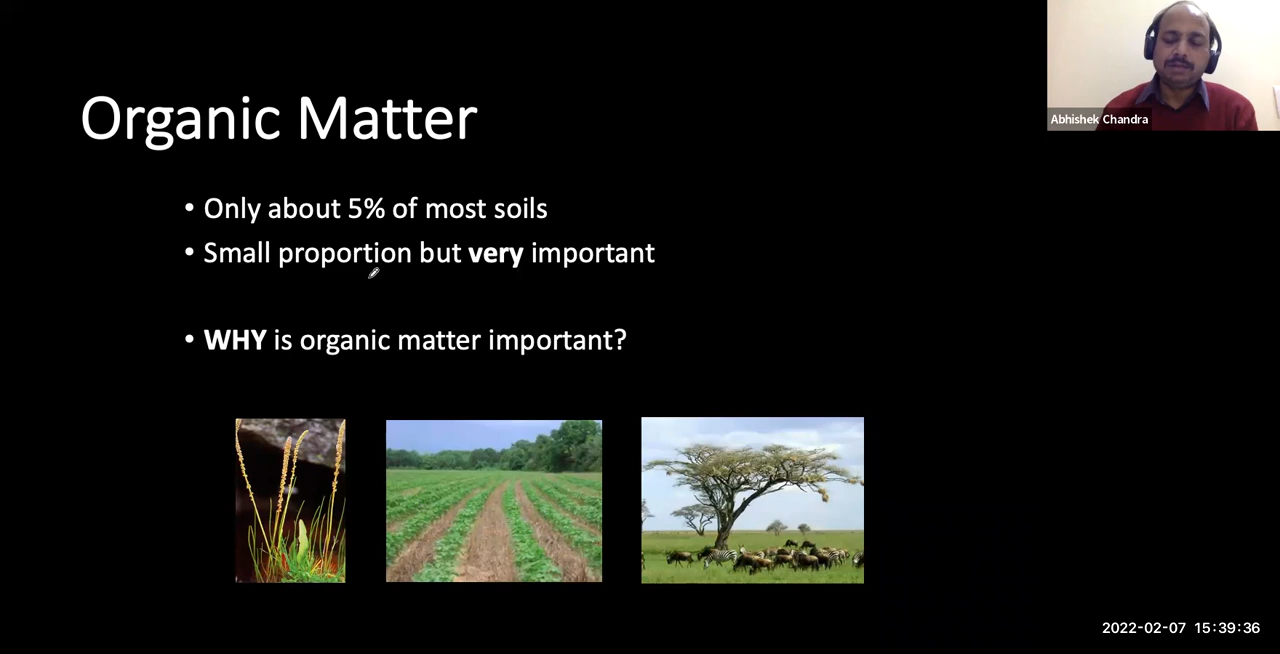 Abhishek Chandra
Organic Matter
• Only about 5% of most soils
• Small proportion but very important
• WHY is organic matter important?
2022-02-07 15:39:36